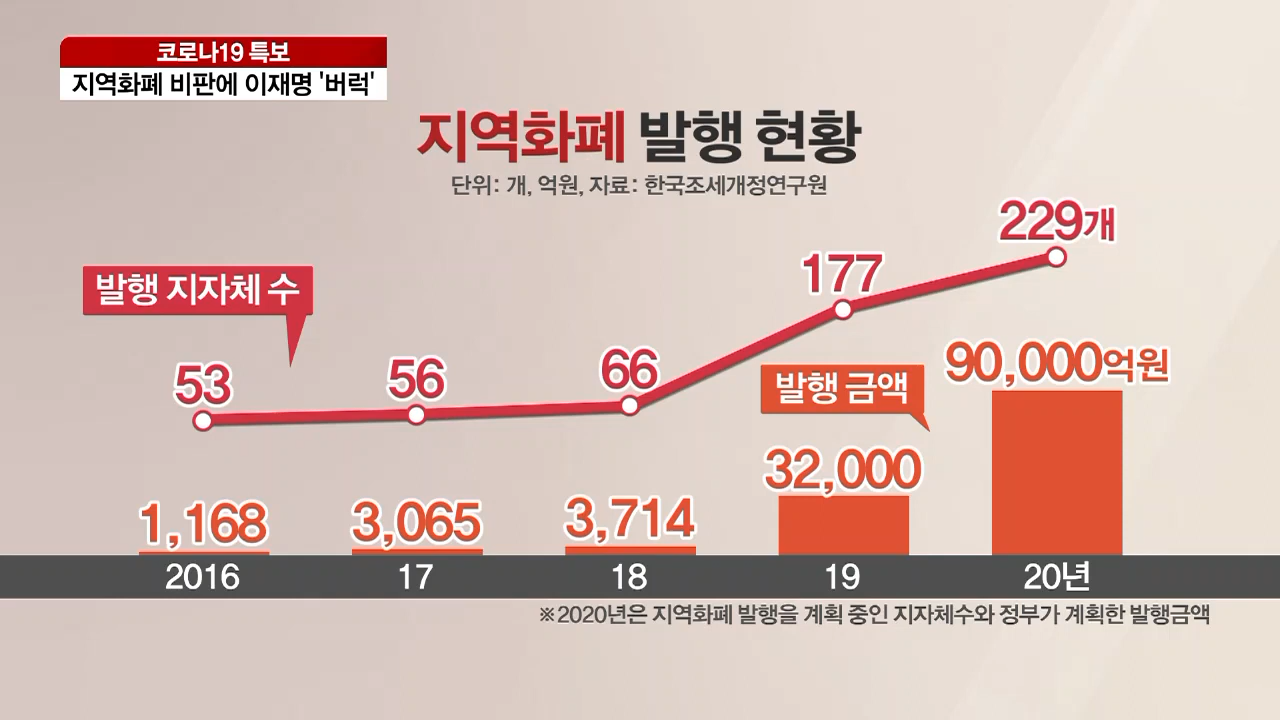 코로나19 특보
지역화폐 비판에 이재명 '버럭'
지역화폐 발행 현황
단위: 개, 억원, 자료: 한국조세개정연구원
발행 지자체 수
53
56
66
177
229개
발행 금액
1,168
3,065
3,714
32,000
90,000억원
2016
17
18
19
20년
※2020년은 지역화폐 발행을 계획 중인 지자체수와 정부가 계획한 발행금액